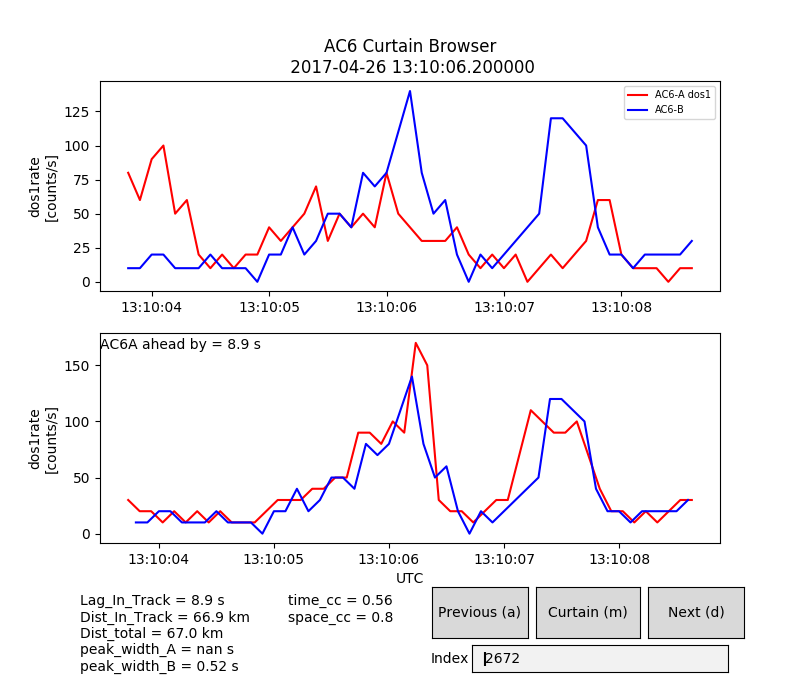 AC6 Curtain Browser
2017-04-26 13:10:06.200000
dos1rate
[counts/s]
125
100
75
50
25
0
AC6-A dos1
AC6-B
13:10:04 13:10:05 13:10:06 13:10:07 13:10:08
AC6A ahead by = 8.9 s
dos1rate
[counts/s]
150
100
50
0
13:10:04 13:10:05 13:10:06 13:10:07 13:10:08
UTC
Lag_In_Track = 8.9 s
Dist_In_Track = 66.9 km
Dist_total = 67.0 km
peak_width_A = nan s
peak_width_B = 0.52 s
time_cc = 0.56
space_cc = 0.8
Previous (a) Curtain (m) Next (d)
Index 2672